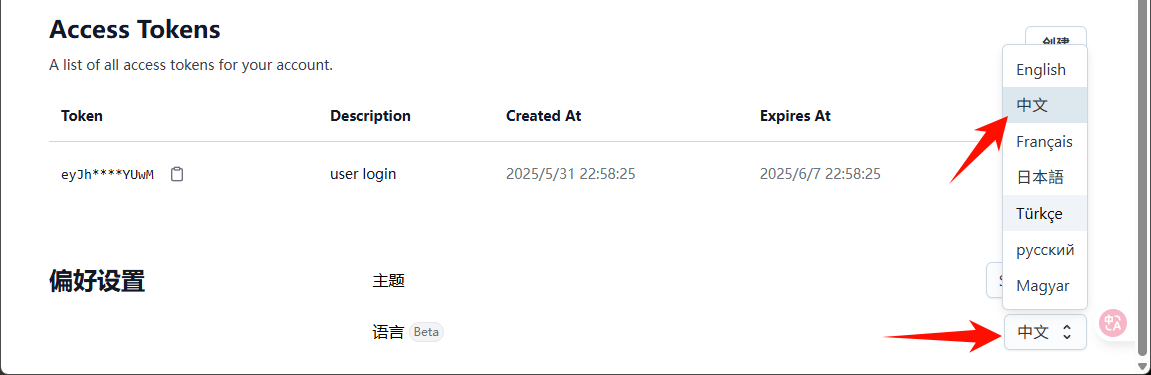 Access Tokens
创建
A list of all access tokens for your account.
Token Description Created At Expires At
eyJh****YUwM user login 2025/5/31 22:58:25 2025/6/7 22:58:25
English
中文
Français
日本語
Türkçe
русский
Magyar
偏好设置 主题
语言 Beta 中文